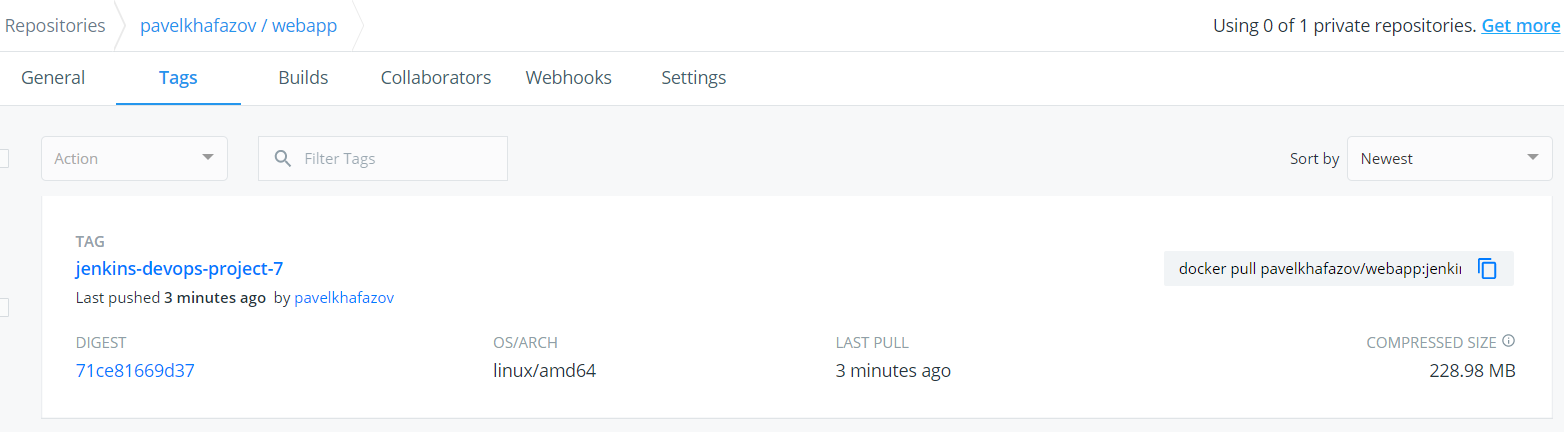 Repositories pavelkhafazov / webapp Using 0 of 1 private repositories. Get more
General Tags Builds Collaborators Webhooks Settings
Action Filter Tags Sort by Newest
TAG
jenkins-devops-project-7 docker pull pavelkhafazov/webapp:jenkin
Last pushed 3 minutes ago by pavelkhafazov
DIGEST OS/ARCH LAST PULL COMPRESSED SIZE
71ce81669d37 linux/amd64 3 minutes ago 228.98 MB